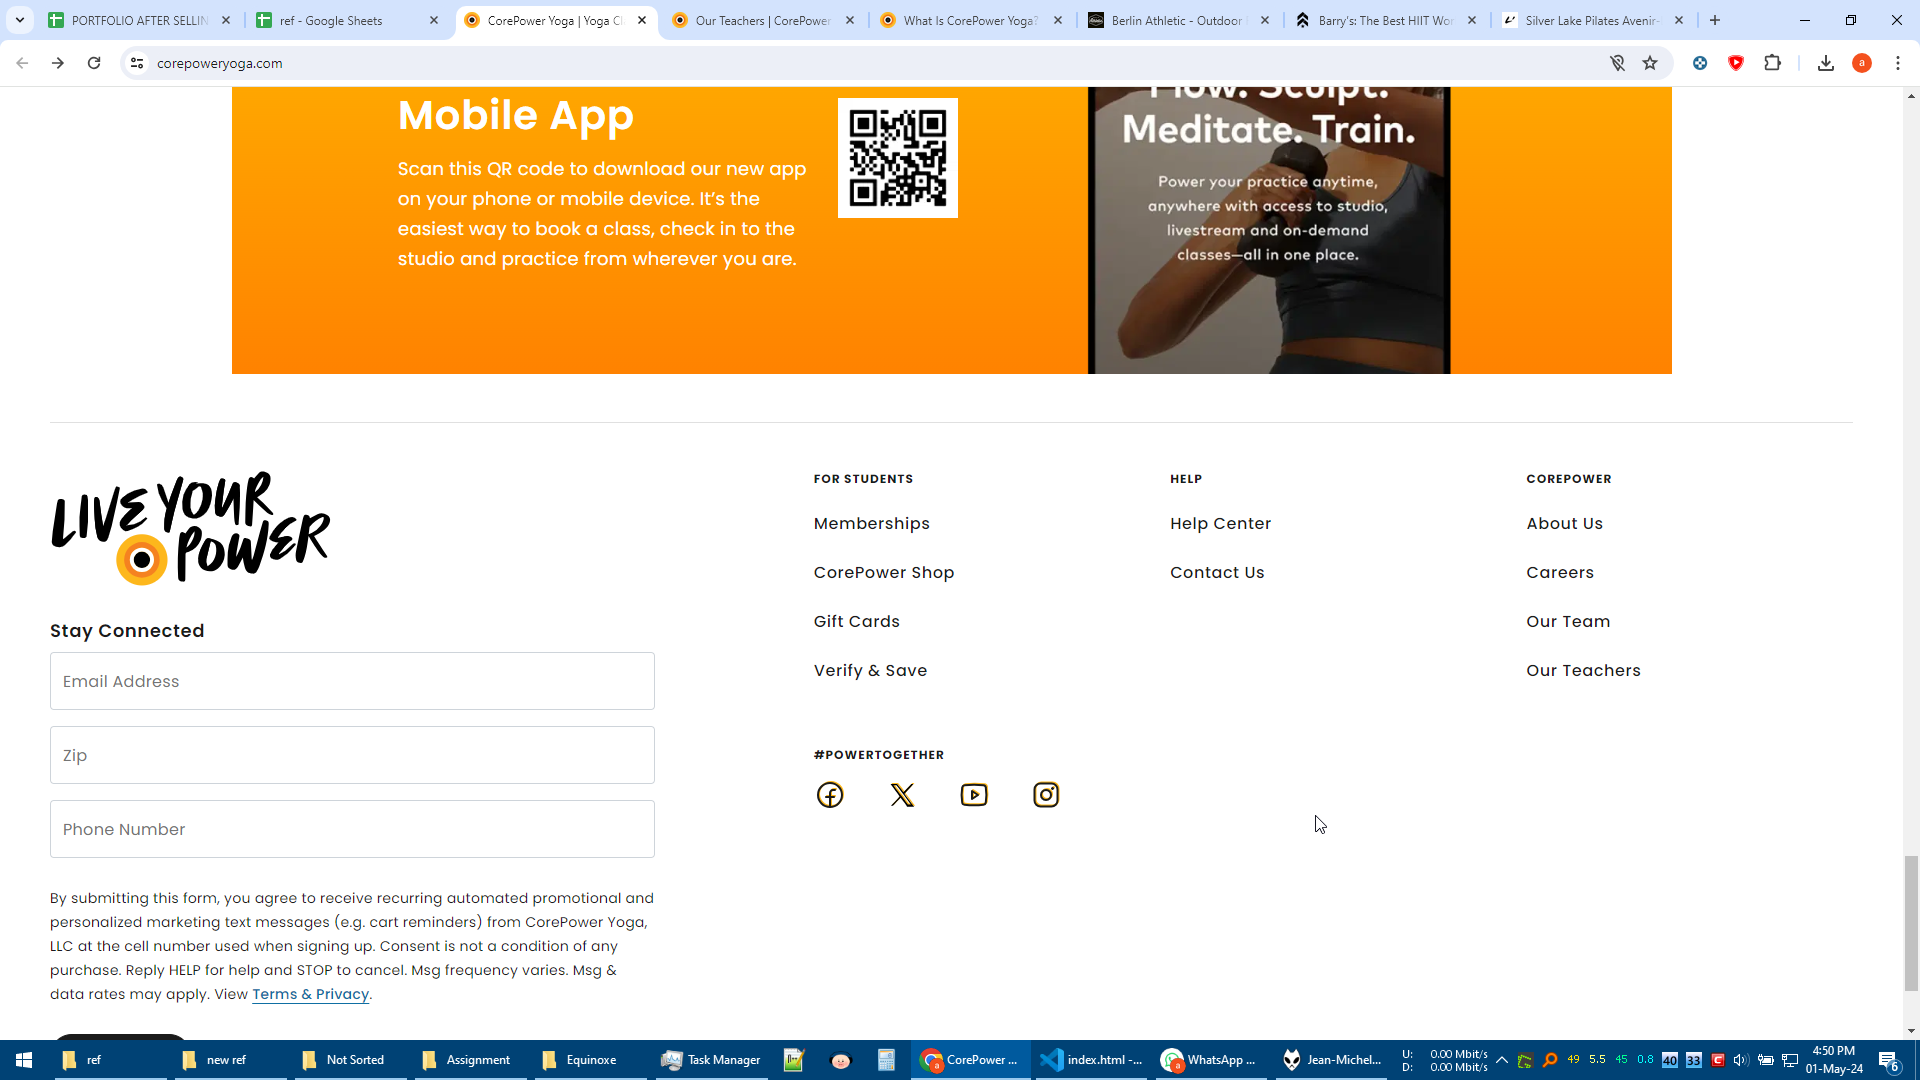 PORTFOLIO AFTER SELLIN
ref - Google Sheets
CorePower Yoga | Yoga Cl
Our Teachers | CorePower
What Is CorePower Yoga?
Berlin Athletic - Outdoor
Barry's: The Best HIIT Wor
Silver Lake Pilates Avenir-
corepoweryoga.com
a
Mobile App
Scan this QR code to download our new app
on your phone or mobile device. It's the
easiest way to book a class, check in to the
studio and practice from wherever you are.
Flow. Sculpt.
Meditate. Train.
Power your practice anytime,
anywhere with access to studio,
livestream and on-demand
classes—all in one place.
LIVE YOUR
POWER
Stay Connected
Email Address
Zip
Phone Number
By submitting this form, you agree to receive recurring automated promotional and
personalized marketing text messages (e.g. cart reminders) from CorePower Yoga,
LLC at the cell number used when signing up. Consent is not a condition of any
purchase. Reply HELP for help and STOP to cancel. Msg frequency varies. Msg &
data rates may apply. View Terms & Privacy.
FOR STUDENTS
Memberships
CorePower Shop
Gift Cards
Verify & Save
HELP
Help Center
Contact Us
COREPOWER
About Us
Careers
Our Team
Our Teachers
#POWERTOGETHER
ref
new ref
Not Sorted
Assignment
Equinoxe
Task Manager
CorePower ...
index.html -...
WhatsApp ...
Jean-Michel...
U: 0.00 Mbit/s
D: 0.00 Mbit/s
49 5.5 45 0.8 40 33
4:50 PM
01-May-24
6